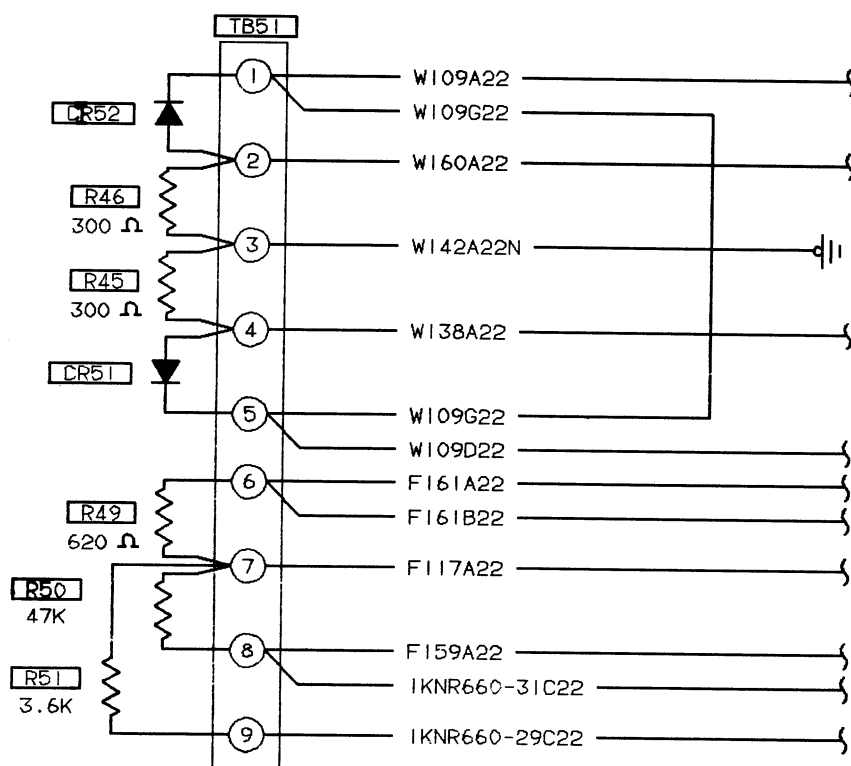 TB51
1
W109A22
CR52
W109G22
2
W160A22
R46
300 Ω
3
W142A22N
R45
300 Ω
4
W138A22
CR51
5
W109G22
W109D22
6
F161A22
R49
620 Ω
F161B22
7
F117A22
R50
47K
8
F159A22
R51
3.6K
1KNR660-31C22
9
1KNR660-29C22